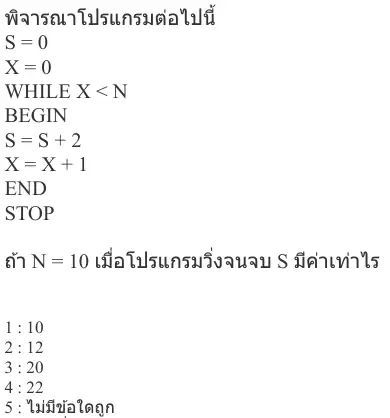 พิจารณาโปรแกรมต่อไปนี้
S = 0
X = 0
WHILE X < N
BEGIN
S = S + 2
X = X + 1
END
STOP
ถ้า N = 10 เมื่อโปรแกรมวิ่งจนจบ S มีค่าเท่าไร
1 : 10
2 : 12
3 : 20
4 : 22
5 : ไม่มีข้อใดถูก